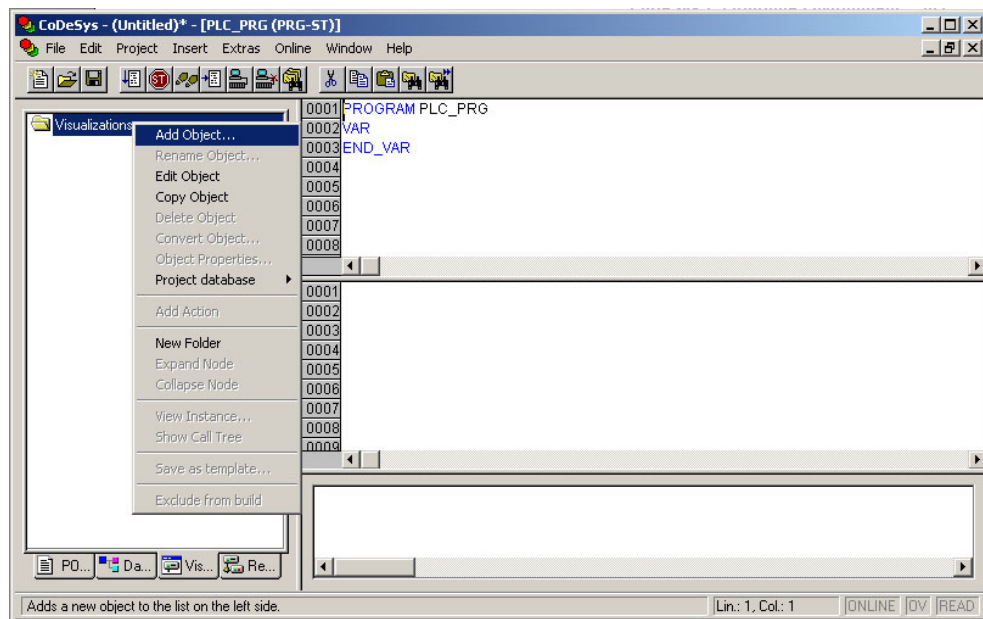 CoDeSys - (Untitled)* - [PLC_PRG (PRG-ST)]
File Edit Project Insert Extras Online Window Help
Visualizations
Add Object...
Rename Object...
Edit Object
Copy Object
Delete Object
Convert Object...
Object Properties...
Project database
Add Action
New Folder
Expand Node
Collapse Node
View Instance...
Show Call Tree
Save as template...
Exclude from build
0001 PROGRAM PLC_PRG
0002 VAR
0003 END_VAR
0004
0005
0006
0007
0008
0001
0002
0003
0004
0005
0006
0007
0008
0009
PO... Da... Vis... Re...
Adds a new object to the list on the left side.
Lin.: 1, Col.: 1 ONLINE OV READ